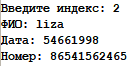 Введите индекс: 2
ФИО: liza
Дата: 54661998
Номер: 86541562465